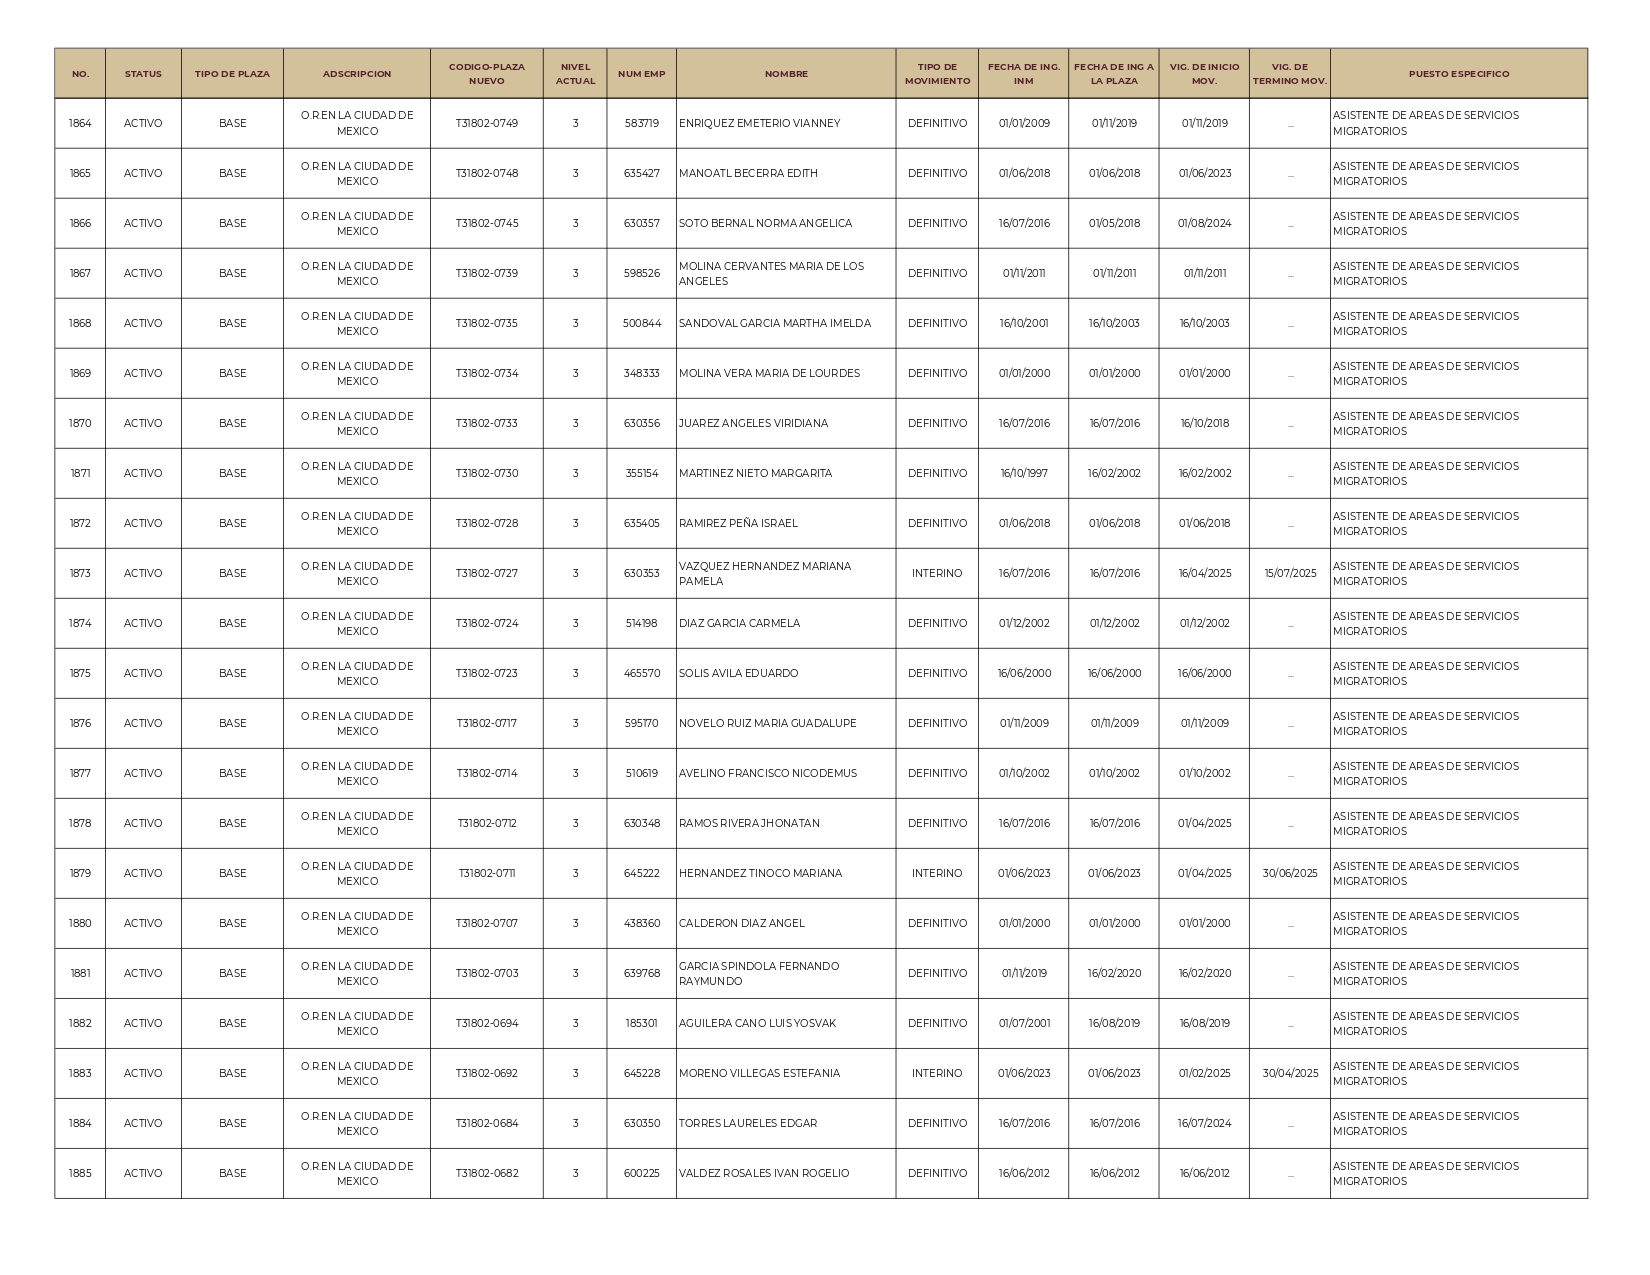 NO. STATUS TIPO DE PLAZA ADSCRIPCION CODIGO-PLAZA NUEVO NIVEL ACTUAL NUM EMP NOMBRE TIPO DE MOVIMIENTO FECHA DE ING. INM FECHA DE ING A LA PLAZA VIG. DE INICIO MOV. VIG. DE TERMINO MOV. PUESTO ESPECIFICO
1864 ACTIVO BASE O.R.EN LA CIUDAD DE MEXICO T31802-0749 3 583719 ENRIQUEZ EMETERIO VIANNEY DEFINITIVO 01/01/2009 01/11/2019 01/11/2019 ... ASISTENTE DE AREAS DE SERVICIOS MIGRATORIOS
1865 ACTIVO BASE O.R.EN LA CIUDAD DE MEXICO T31802-0748 3 635427 MANOATL BECERRA EDITH DEFINITIVO 01/06/2018 01/06/2018 01/06/2023 ... ASISTENTE DE AREAS DE SERVICIOS MIGRATORIOS
1866 ACTIVO BASE O.R.EN LA CIUDAD DE MEXICO T31802-0745 3 630357 SOTO BERNAL NORMA ANGELICA DEFINITIVO 16/07/2016 01/05/2018 01/08/2024 ... ASISTENTE DE AREAS DE SERVICIOS MIGRATORIOS
1867 ACTIVO BASE O.R.EN LA CIUDAD DE MEXICO T31802-0739 3 598526 MOLINA CERVANTES MARIA DE LOS ANGELES DEFINITIVO 01/11/2011 01/11/2011 01/11/2011 ... ASISTENTE DE AREAS DE SERVICIOS MIGRATORIOS
1868 ACTIVO BASE O.R.EN LA CIUDAD DE MEXICO T31802-0735 3 500844 SANDOVAL GARCIA MARTHA IMELDA DEFINITIVO 16/10/2001 16/10/2003 16/10/2003 ... ASISTENTE DE AREAS DE SERVICIOS MIGRATORIOS
1869 ACTIVO BASE O.R.EN LA CIUDAD DE MEXICO T31802-0734 3 348333 MOLINA VERA MARIA DE LOURDES DEFINITIVO 01/01/2000 01/01/2000 01/01/2000 ... ASISTENTE DE AREAS DE SERVICIOS MIGRATORIOS
1870 ACTIVO BASE O.R.EN LA CIUDAD DE MEXICO T31802-0733 3 630356 JUAREZ ANGELES VIRIDIANA DEFINITIVO 16/07/2016 16/07/2016 16/10/2018 ... ASISTENTE DE AREAS DE SERVICIOS MIGRATORIOS
1871 ACTIVO BASE O.R.EN LA CIUDAD DE MEXICO T31802-0730 3 355154 MARTINEZ NIETO MARGARITA DEFINITIVO 16/10/1997 16/02/2002 16/02/2002 ... ASISTENTE DE AREAS DE SERVICIOS MIGRATORIOS
1872 ACTIVO BASE O.R.EN LA CIUDAD DE MEXICO T31802-0728 3 635405 RAMIREZ PEÑA ISRAEL DEFINITIVO 01/06/2018 01/06/2018 01/06/2018 ... ASISTENTE DE AREAS DE SERVICIOS MIGRATORIOS
1873 ACTIVO BASE O.R.EN LA CIUDAD DE MEXICO T31802-0727 3 630353 VAZQUEZ HERNANDEZ MARIANA PAMELA INTERINO 16/07/2016 16/07/2016 16/04/2025 15/07/2025 ASISTENTE DE AREAS DE SERVICIOS MIGRATORIOS
1874 ACTIVO BASE O.R.EN LA CIUDAD DE MEXICO T31802-0724 3 514198 DIAZ GARCIA CARMELA DEFINITIVO 01/12/2002 01/12/2002 01/12/2002 ... ASISTENTE DE AREAS DE SERVICIOS MIGRATORIOS
1875 ACTIVO BASE O.R.EN LA CIUDAD DE MEXICO T31802-0723 3 465570 SOLIS AVILA EDUARDO DEFINITIVO 16/06/2000 16/06/2000 16/06/2000 ... ASISTENTE DE AREAS DE SERVICIOS MIGRATORIOS
1876 ACTIVO BASE O.R.EN LA CIUDAD DE MEXICO T31802-0717 3 595170 NOVELO RUIZ MARIA GUADALUPE DEFINITIVO 01/11/2009 01/11/2009 01/11/2009 ... ASISTENTE DE AREAS DE SERVICIOS MIGRATORIOS
1877 ACTIVO BASE O.R.EN LA CIUDAD DE MEXICO T31802-0714 3 510619 AVELINO FRANCISCO NICODEMUS DEFINITIVO 01/10/2002 01/10/2002 01/10/2002 ... ASISTENTE DE AREAS DE SERVICIOS MIGRATORIOS
1878 ACTIVO BASE O.R.EN LA CIUDAD DE MEXICO T31802-0712 3 630348 RAMOS RIVERA JHONATAN DEFINITIVO 16/07/2016 16/07/2016 01/04/2025 ... ASISTENTE DE AREAS DE SERVICIOS MIGRATORIOS
1879 ACTIVO BASE O.R.EN LA CIUDAD DE MEXICO T31802-0711 3 645222 HERNANDEZ TINOCO MARIANA INTERINO 01/06/2023 01/06/2023 01/04/2025 30/06/2025 ASISTENTE DE AREAS DE SERVICIOS MIGRATORIOS
1880 ACTIVO BASE O.R.EN LA CIUDAD DE MEXICO T31802-0707 3 438360 CALDERON DIAZ ANGEL DEFINITIVO 01/01/2000 01/01/2000 01/01/2000 ... ASISTENTE DE AREAS DE SERVICIOS MIGRATORIOS
1881 ACTIVO BASE O.R.EN LA CIUDAD DE MEXICO T31802-0703 3 639768 GARCIA SPINDOLA FERNANDO RAYMUNDO DEFINITIVO 01/11/2019 16/02/2020 16/02/2020 ... ASISTENTE DE AREAS DE SERVICIOS MIGRATORIOS
1882 ACTIVO BASE O.R.EN LA CIUDAD DE MEXICO T31802-0694 3 185301 AGUILERA CANO LUIS YOSVAK DEFINITIVO 01/07/2001 16/08/2019 16/08/2019 ... ASISTENTE DE AREAS DE SERVICIOS MIGRATORIOS
1883 ACTIVO BASE O.R.EN LA CIUDAD DE MEXICO T31802-0692 3 645228 MORENO VILLEGAS ESTEFANIA INTERINO 01/06/2023 01/06/2023 01/02/2025 30/04/2025 ASISTENTE DE AREAS DE SERVICIOS MIGRATORIOS
1884 ACTIVO BASE O.R.EN LA CIUDAD DE MEXICO T31802-0684 3 630350 TORRES LAURELES EDGAR DEFINITIVO 16/07/2016 16/07/2016 16/07/2024 ... ASISTENTE DE AREAS DE SERVICIOS MIGRATORIOS
1885 ACTIVO BASE O.R.EN LA CIUDAD DE MEXICO T31802-0682 3 600225 VALDEZ ROSALES IVAN ROGELIO DEFINITIVO 16/06/2012 16/06/2012 16/06/2012 ... ASISTENTE DE AREAS DE SERVICIOS MIGRATORIOS